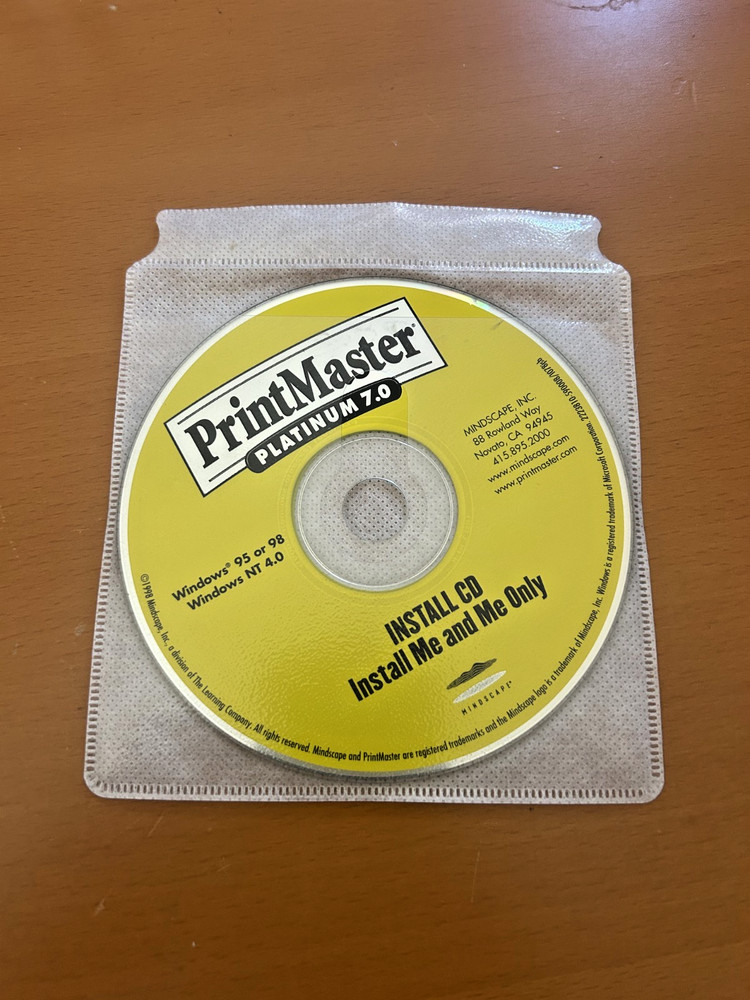 PrintMaster®
PLATINUM 7.0
MINDSCAPE, INC.
88 Rowland Way
Novato, CA 94945
415.895.2000
www.mindscape.com
www.printmaster.com
Windows® 95 or 98
Windows NT 4.0
INSTALL CD
Install Me and Me Only
MINDSCAPE®
©1998 Mindscape, Inc., a division of The Learning Company. All rights reserved. Mindscape and PrintMaster are registered trademarks and the Mindscape logo is a trademark of Mindscape, Inc. Windows is a registered trademark of Microsoft Corporation.